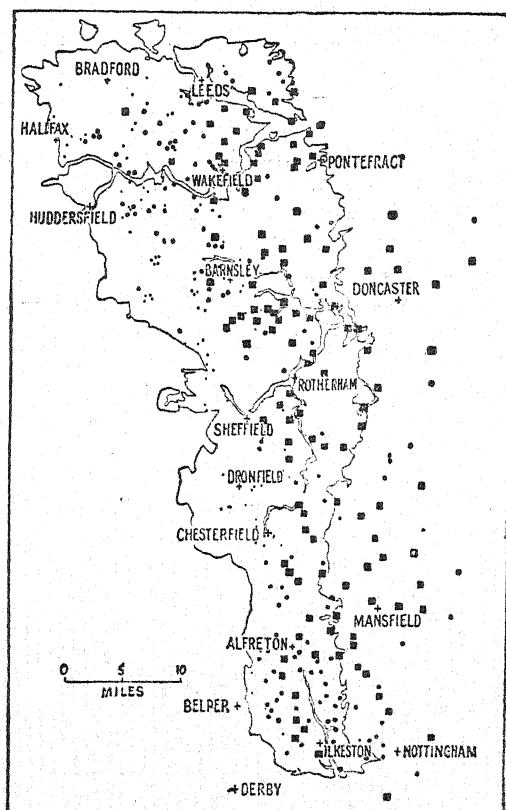 BRADFORD
LEEDS
HALIFAX
PONTEFRACT
WAKEFIELD
HUDDERSFIELD
BARNSLEY
DONCASTER
ROTHERHAM
SHEFFIELD
DRONFIELD
CHESTERFIELD
MANSFIELD
ALFRETON
0 5 10
MILES
BELPER
ILKESTON
NOTTINGHAM
DERBY